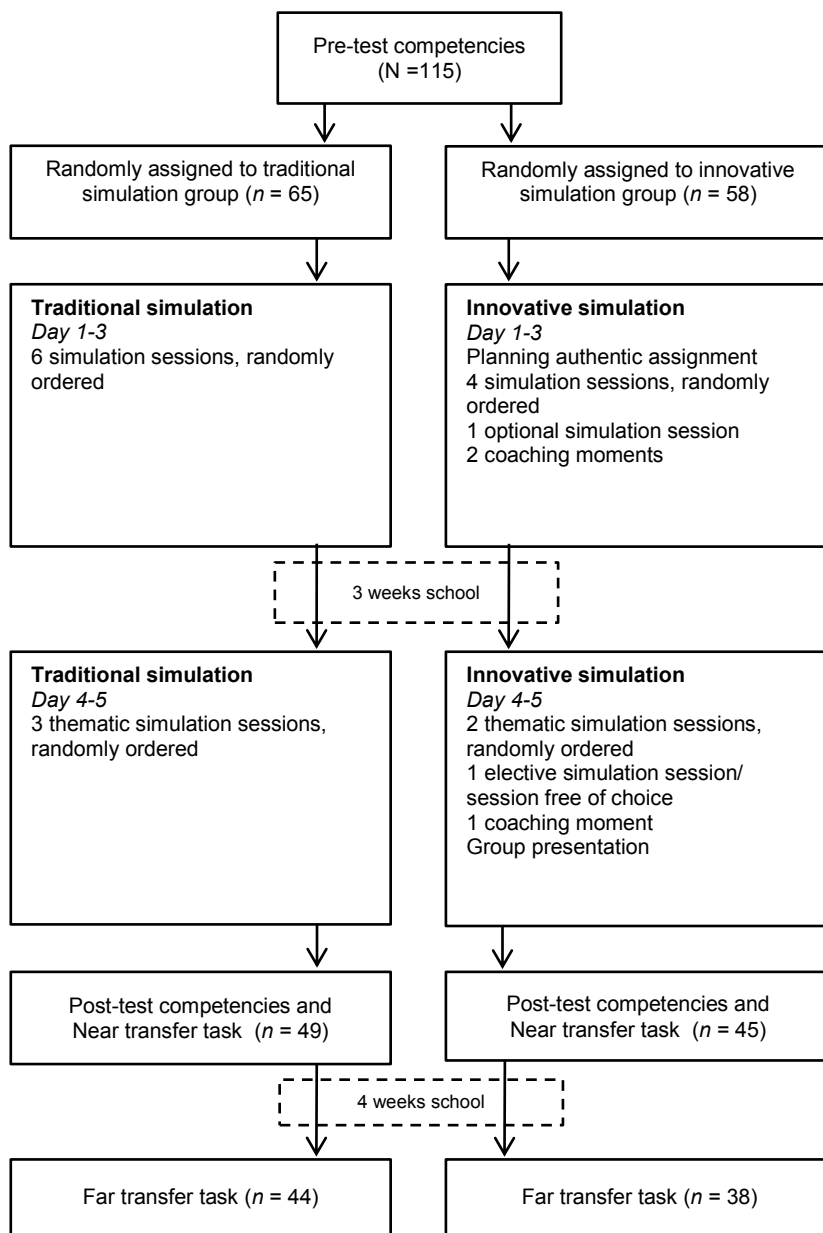 Pre-test competencies
(N =115)
Randomly assigned to traditional
simulation group (n = 65)
Randomly assigned to innovative
simulation group (n = 58)
Traditional simulation
Day 1-3
6 simulation sessions, randomly
ordered
Innovative simulation
Day 1-3
Planning authentic assignment
4 simulation sessions, randomly
ordered
1 optional simulation session
2 coaching moments
3 weeks school
Traditional simulation
Day 4-5
3 thematic simulation sessions,
randomly ordered
Innovative simulation
Day 4-5
2 thematic simulation sessions,
randomly ordered
1 elective simulation session/
session free of choice
1 coaching moment
Group presentation
Post-test competencies and
Near transfer task (n = 49)
Post-test competencies and
Near transfer task (n = 45)
4 weeks school
Far transfer task (n = 44)
Far transfer task (n = 38)